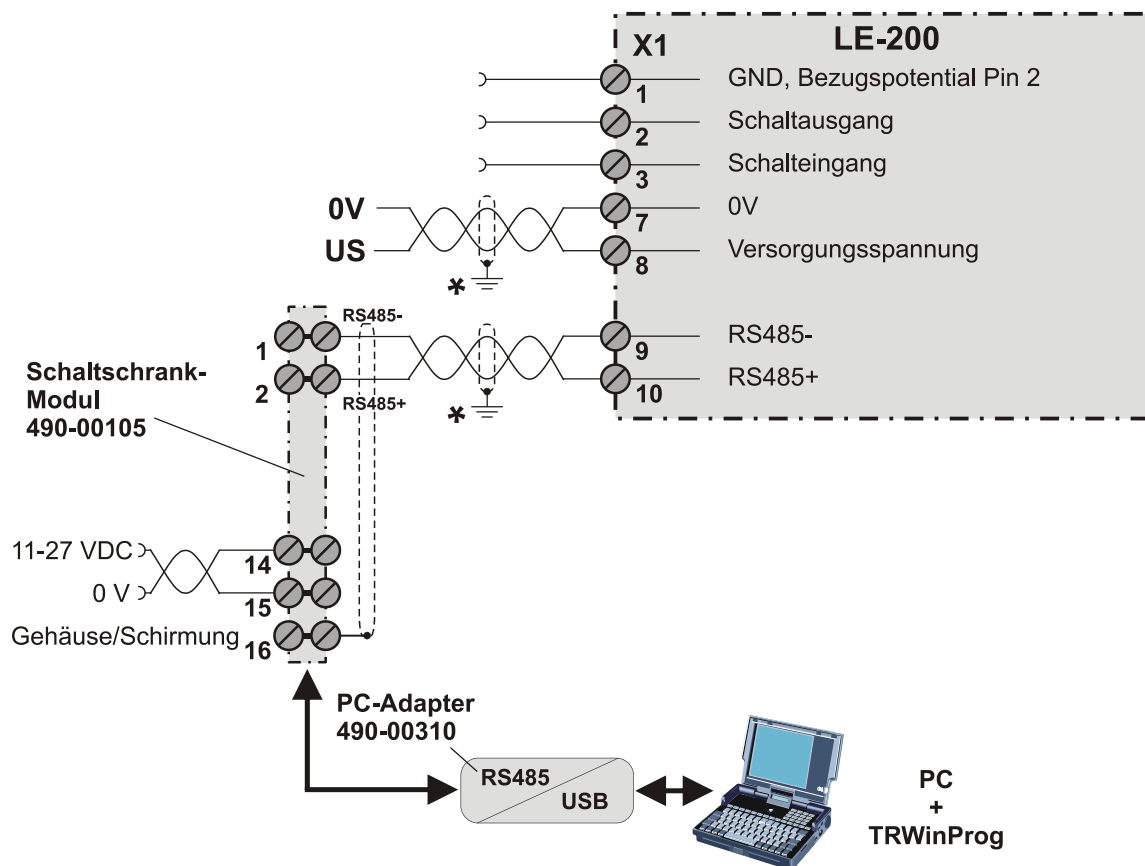 LE-200
X1
1 GND, Bezugspotential Pin 2
2 Schaltausgang
3 Schalteingang
0V 7 0V
US 8 Versorgungsspannung
*
1 RS485- 9 RS485-
2 RS485+ 10 RS485+
*
Schaltschrank-
Modul
490-00105
11-27 VDC 14
0 V 15
Gehäuse/Schirmung 16
PC-Adapter
490-00310
RS485
USB
PC
+
TRWinProg